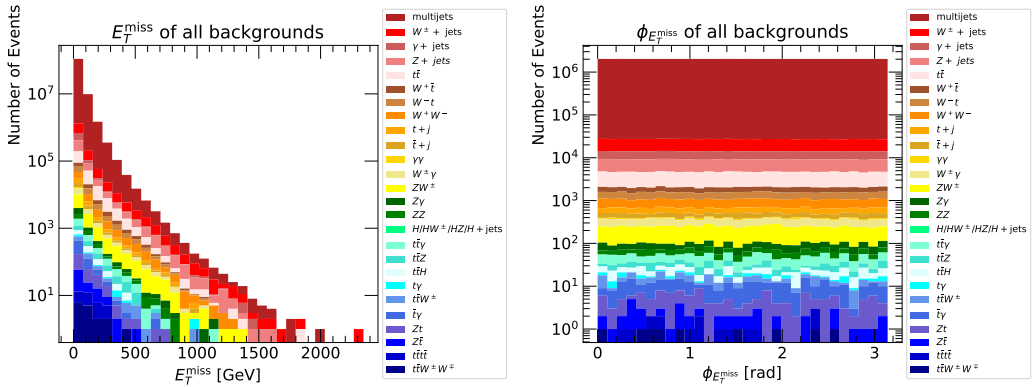 E_T^miss of all backgrounds
Number of Events
10^7
10^5
10^3
10^1
0 500 1000 1500 2000
E_T^miss [GeV]
multijets
W^± + jets
γ + jets
Z + jets
tt̄
W^+t̄
W^−t
W^+W^−
t + j
t̄ + j
γγ
W^±γ
ZW^±
Zγ
ZZ
H/HW^±/HZ/H + jets
tt̄γ
tt̄Z
tt̄H
tγ
tt̄W^±
t̄γ
Zt
Zt̄
tt̄tt̄
tt̄W^±W^∓
ϕ_{E_T^miss} of all backgrounds
Number of Events
10^6
10^5
10^4
10^3
10^2
10^1
10^0
0 1 2 3
ϕ_{E_T^miss} [rad]
multijets
W^± + jets
γ + jets
Z + jets
tt̄
W^+t̄
W^−t
W^+W^−
t + j
t̄ + j
γγ
W^±γ
ZW^±
Zγ
ZZ
H/HW^±/HZ/H + jets
tt̄γ
tt̄Z
tt̄H
tγ
tt̄W^±
t̄γ
Zt
Zt̄
tt̄tt̄
tt̄W^±W^∓